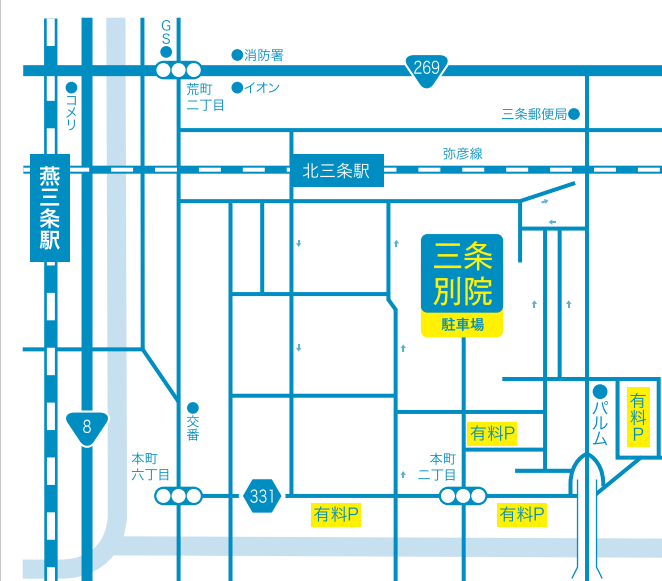 GS
消防署
269
コメリ
荒町
二丁目
イオン
三条郵便局
弥彦線
燕三条駅
北三条駅
三条
別院
駐車場
8
交番
パルム
有料P
有料P
本町
六丁目
本町
二丁目
331
有料P
有料P